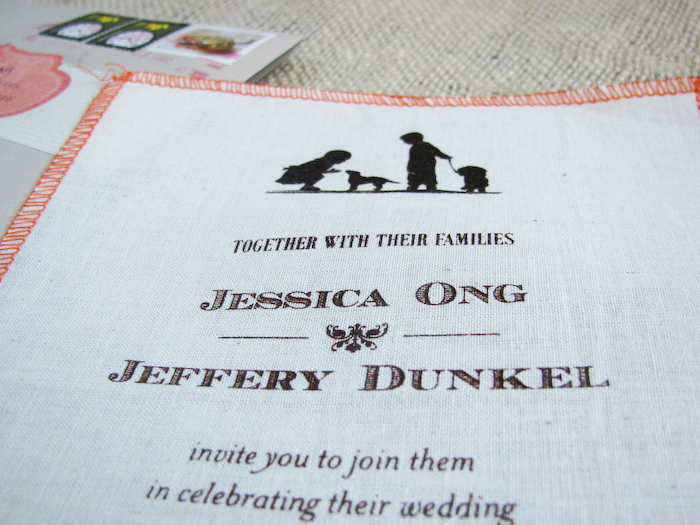 TOGETHER WITH THEIR FAMILIES
JESSICA ONG
JEFFERY DUNKEL
invite you to join them
in celebrating their wedding